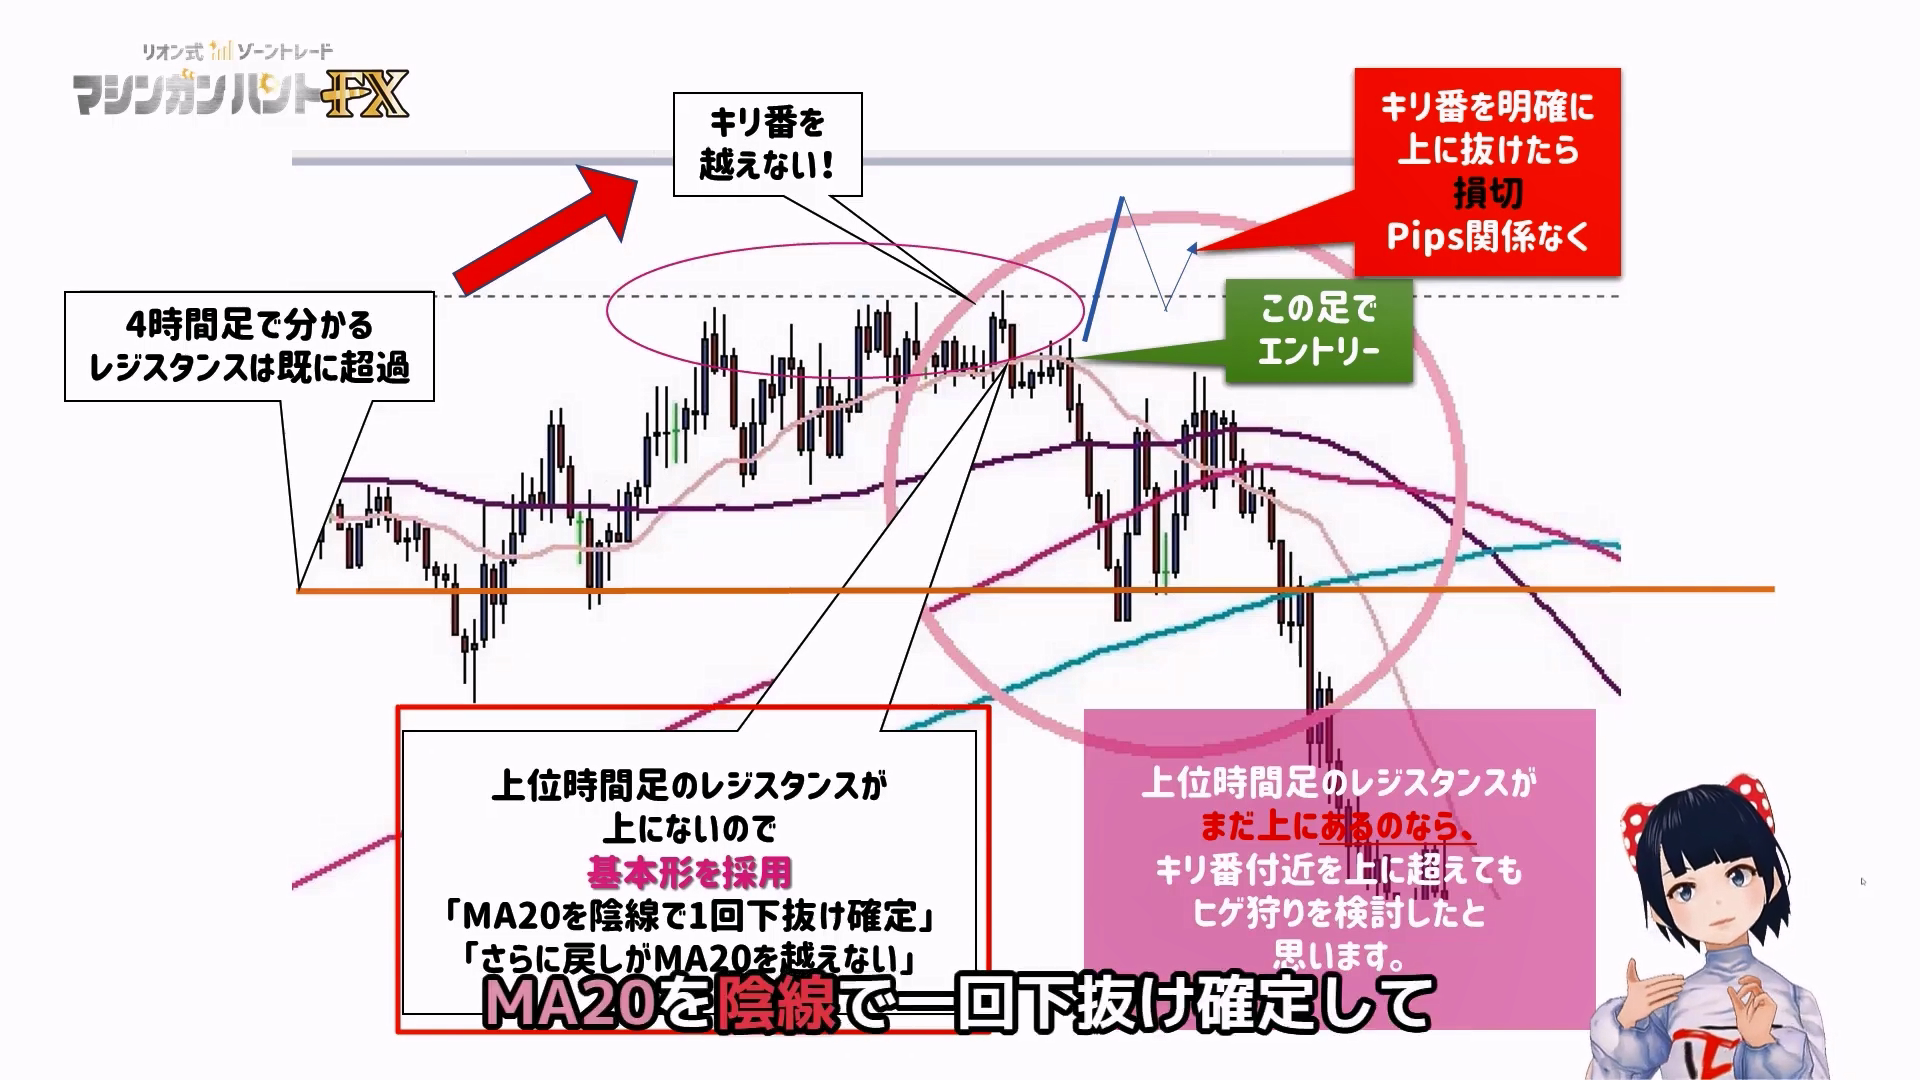 リオン式 ゾーントレード
マシンガンハントFX
キリ番を
越えない!
キリ番を明確に
上に抜けたら
損切
Pips関係なく
この足で
エントリー
4時間足で分かる
レジスタンスは既に超過
上位時間足のレジスタンスが
上にないので
基本形を採用
「MA20を陰線で1回下抜け確定」
「さらに戻しがMA20を越えない」
上位時間足のレジスタンスが
まだ上にあるのなら、
キリ番付近を上に超えても
ヒゲ狩りを検討したと
思います。
MA20を陰線で一回下抜け確定して